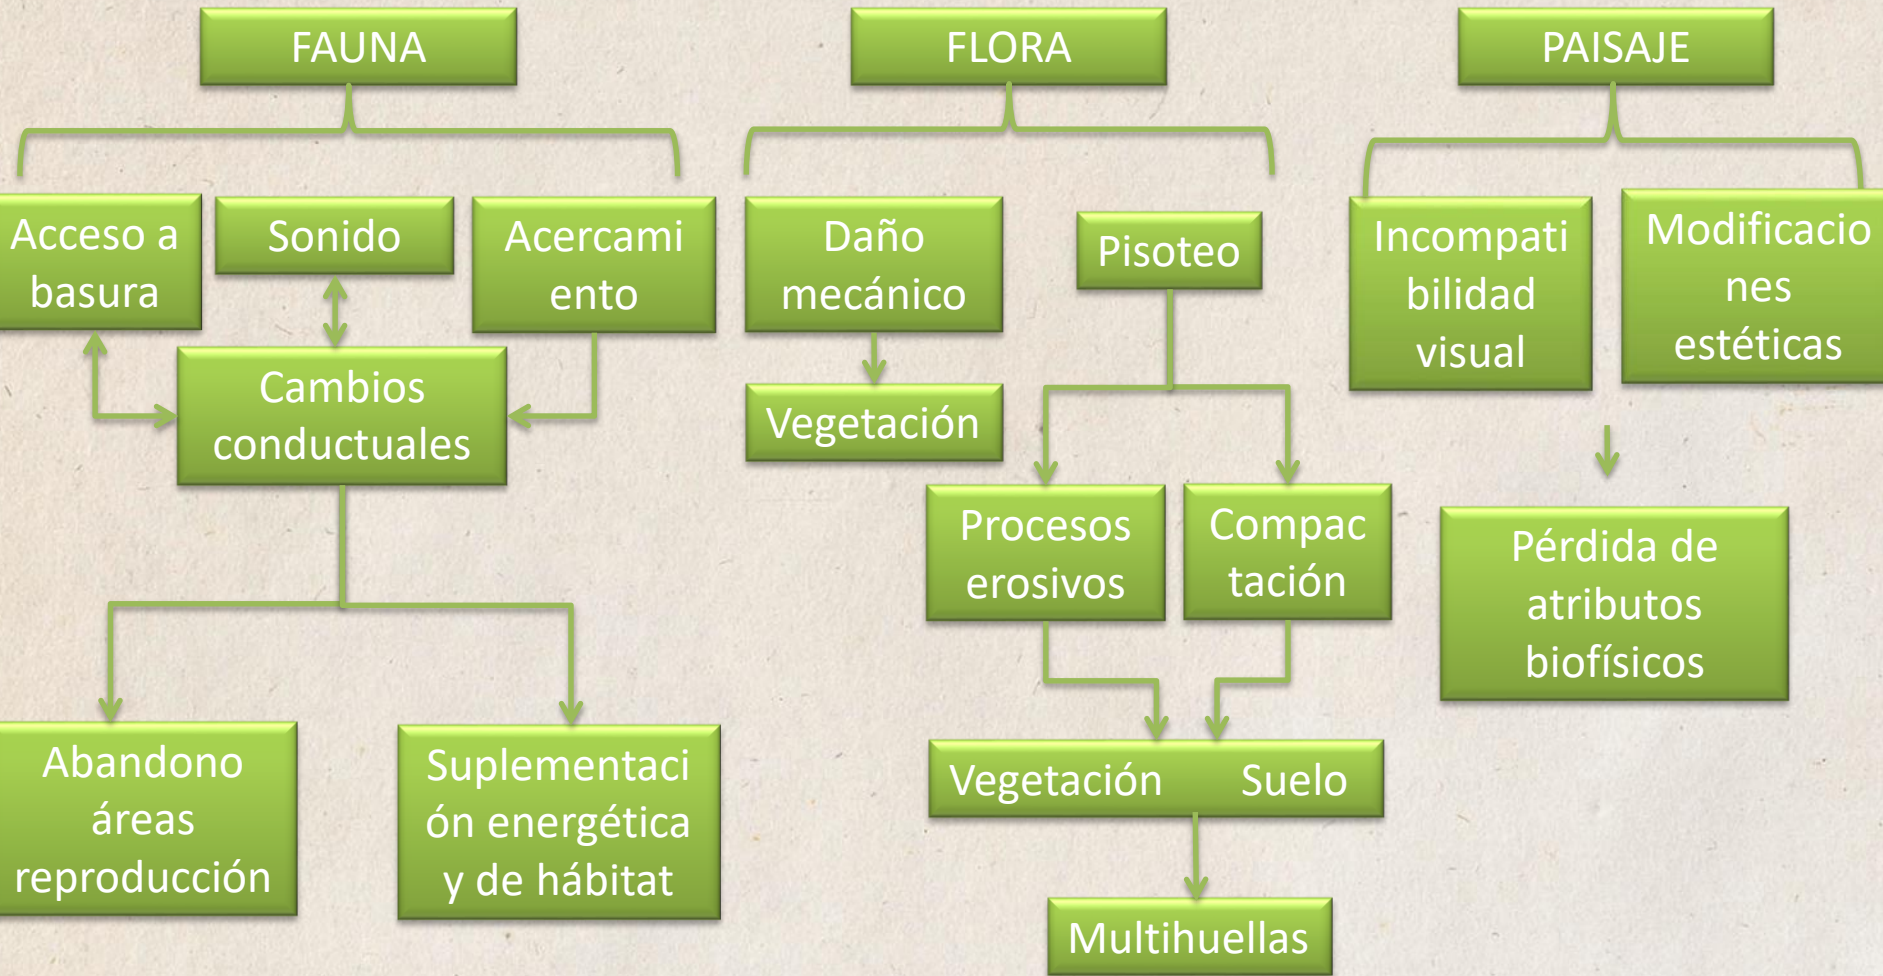 FAUNA
Acceso a
basura
Sonido
Acercami
ento
Cambios
conductuales
Abandono
áreas
reproducción
Suplementaci
ón energética
y de hábitat
FLORA
Daño
mecánico
Vegetación
Pisoteo
Procesos
erosivos
Compac
tación
Vegetación Suelo
Multihuellas
PAISAJE
Incompati
bilidad
visual
Modificacio
nes
estéticas
Pérdida de
atributos
biofísicos